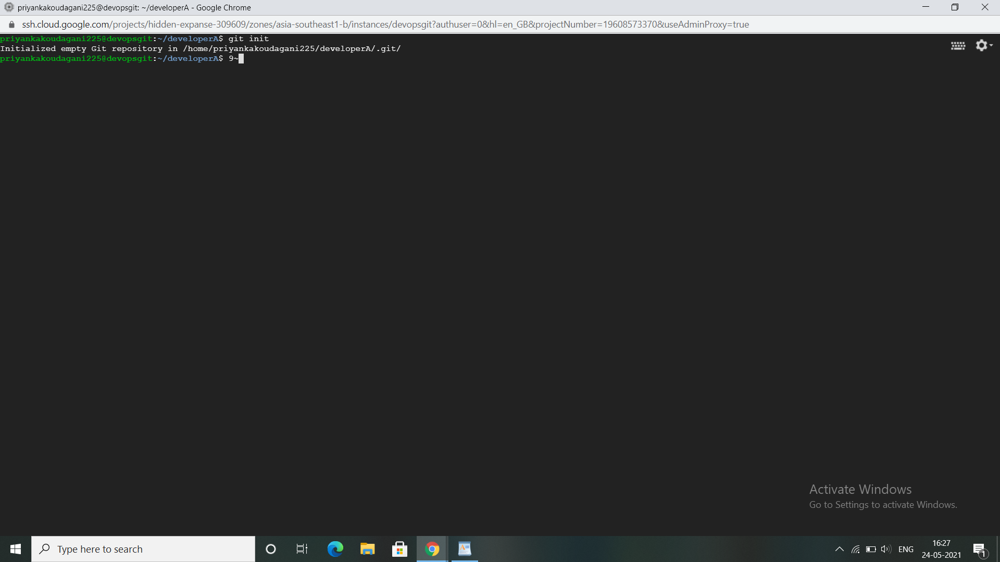 priyankakoudagani225@devopsgit: ~/developerA - Google Chrome
ssh.cloud.google.com/projects/hidden-expanse-309609/zones/asia-southeast1-b/instances/devopsgit?authuser=0&hl=en_GB&projectNumber=19608573370&useAdminProxy=true
priyankakoudagani225@devopsgit:~/developerA$ git init
Initialized empty Git repository in /home/priyankakoudagani225/developerA/.git/
priyankakoudagani225@devopsgit:~/developerA$ 9~
Activate Windows
Go to Settings to activate Windows.
Type here to search
ENG
16:27
24-05-2021
1